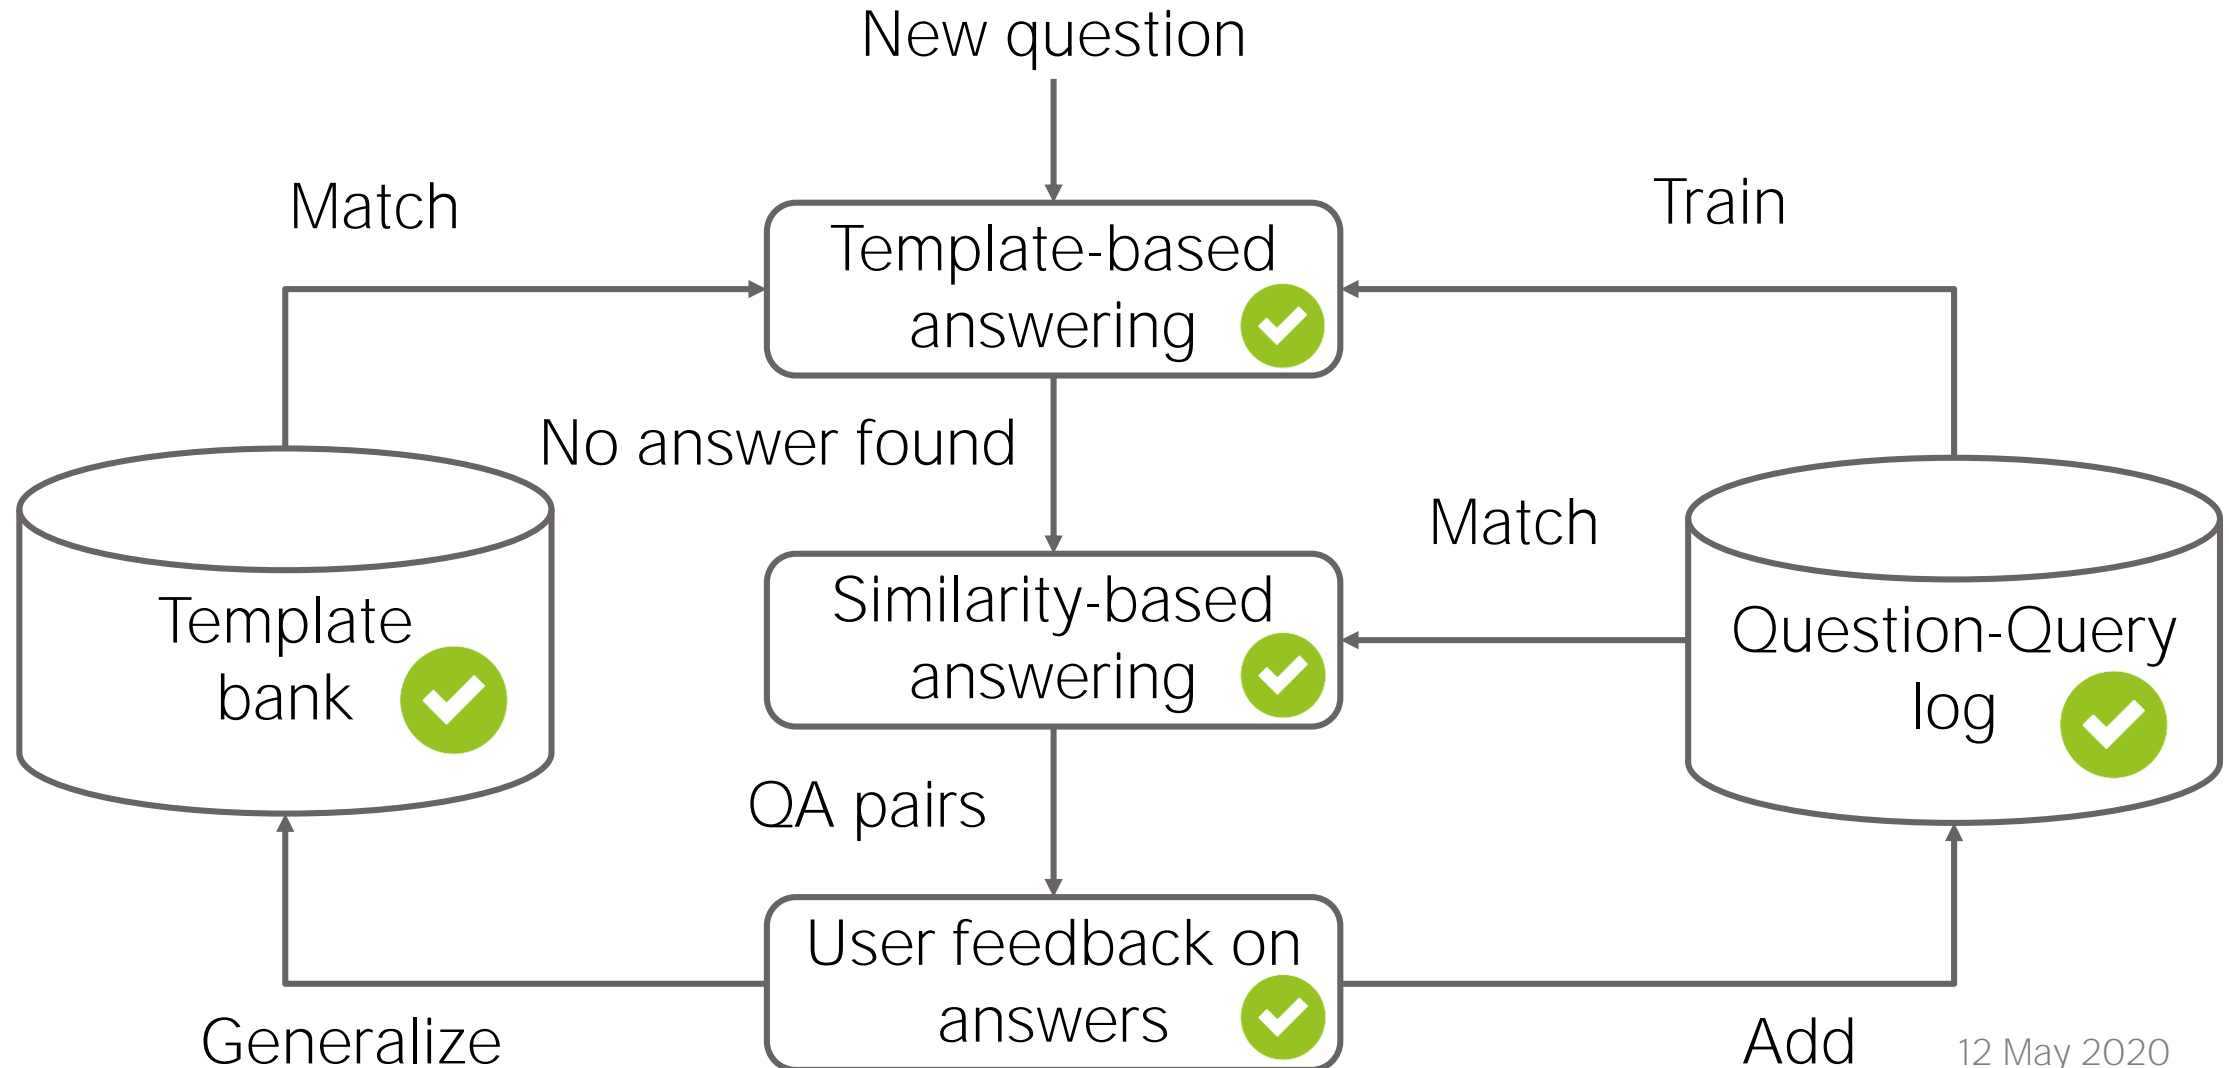 New question
Match
Train
Template-based
answering
No answer found
Match
Template
bank
Similarity-based
answering
Question-Query
log
QA pairs
User feedback on
answers
Generalize
Add
12 May 2020